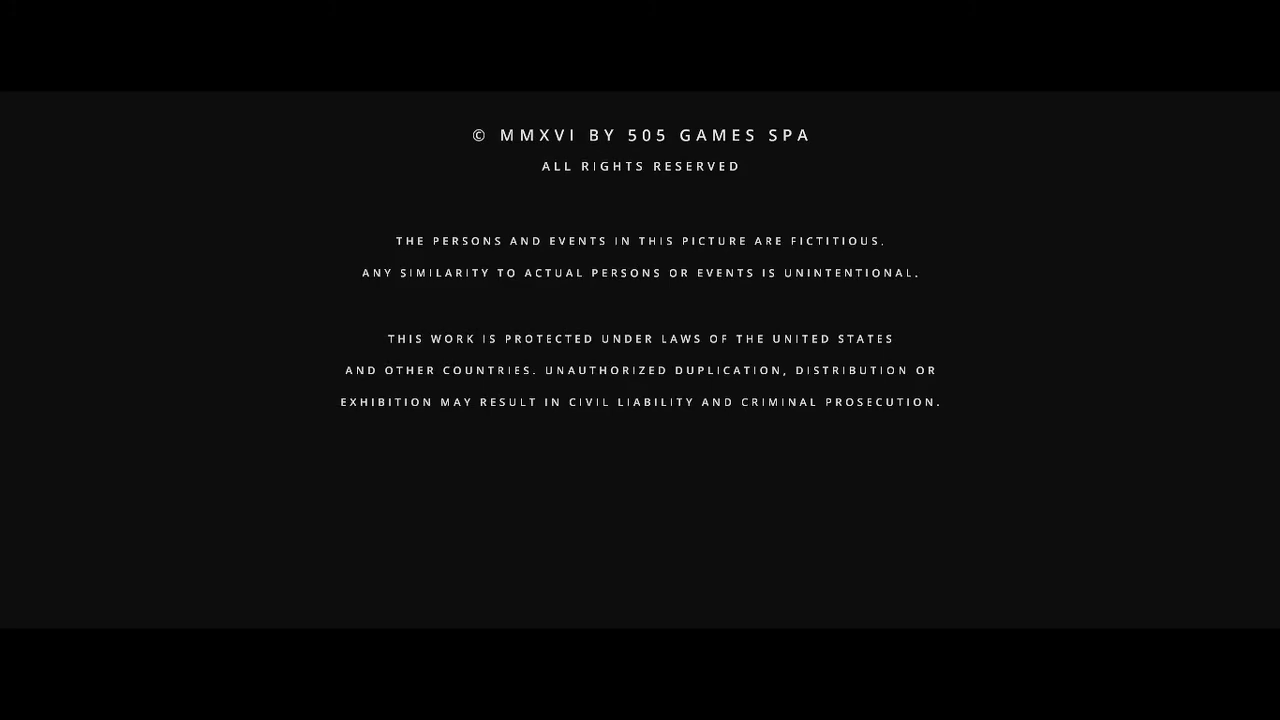 © MMXVI BY 505 GAMES SPA
ALL RIGHTS RESERVED
THE PERSONS AND EVENTS IN THIS PICTURE ARE FICTITIOUS.
ANY SIMILARITY TO ACTUAL PERSONS OR EVENTS IS UNINTENTIONAL.
THIS WORK IS PROTECTED UNDER LAWS OF THE UNITED STATES
AND OTHER COUNTRIES. UNAUTHORIZED DUPLICATION, DISTRIBUTION OR
EXHIBITION MAY RESULT IN CIVIL LIABILITY AND CRIMINAL PROSECUTION.